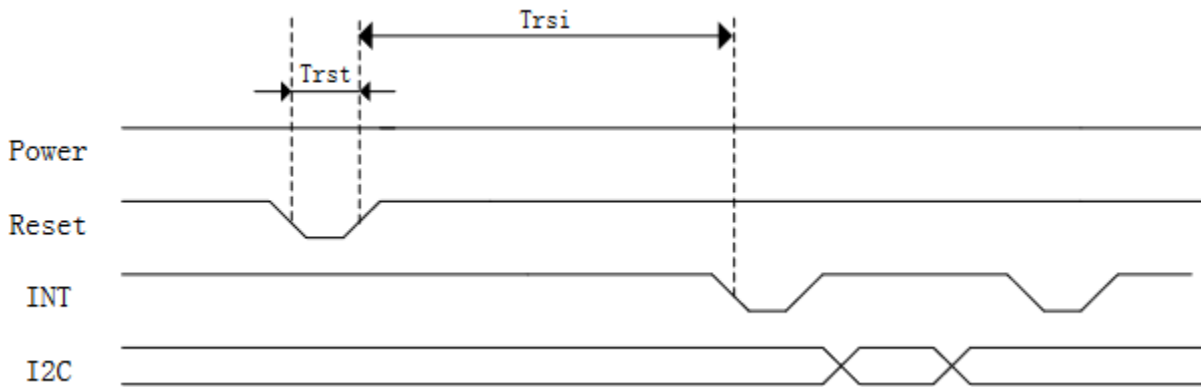 Trsi
Trst
Power
Reset
INT
I2C